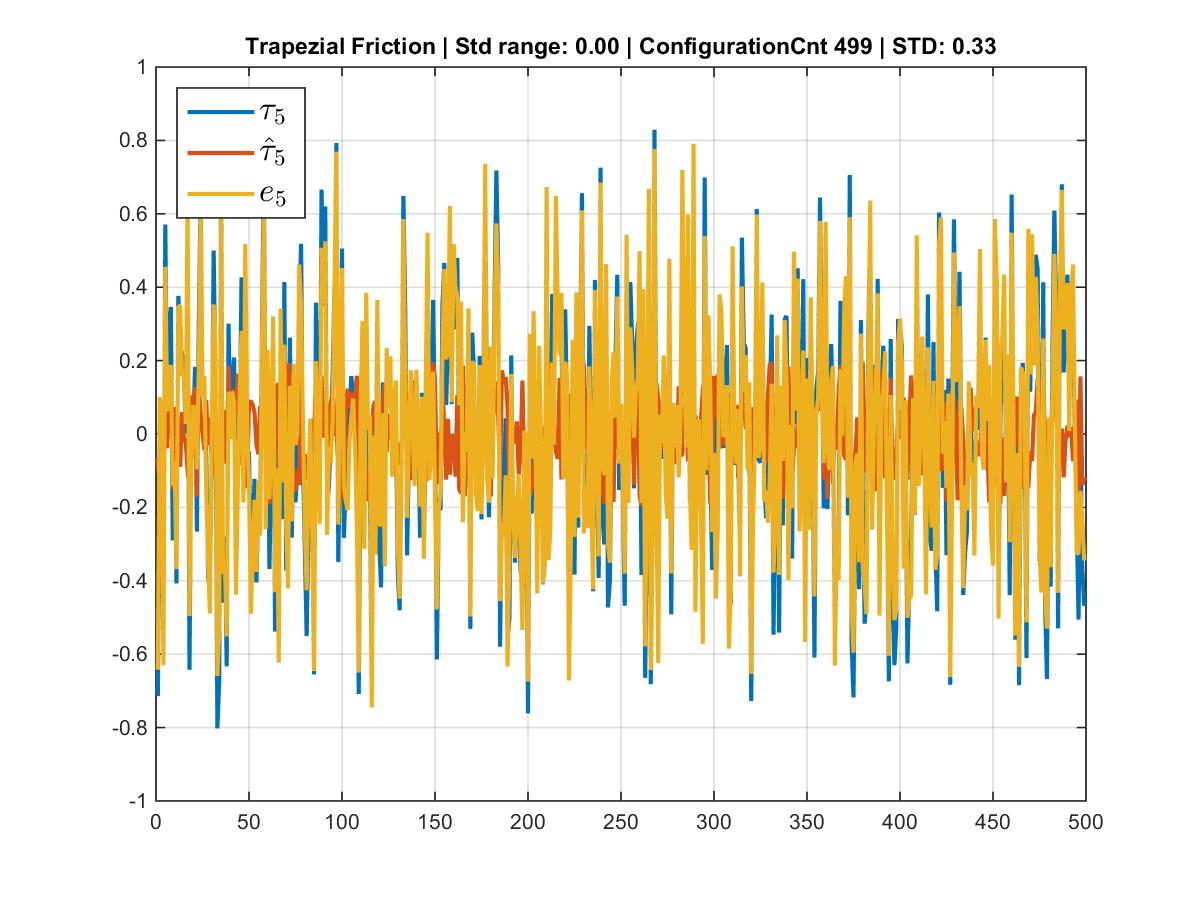 Trapezial Friction | Std range: 0.00 | ConfigurationCnt 499 | STD: 0.33
1
0.8
0.6
0.4
0.2
0
-0.2
-0.4
-0.6
-0.8
-1
τ₅
τ̂₅
e₅
0 50 100 150 200 250 300 350 400 450 500